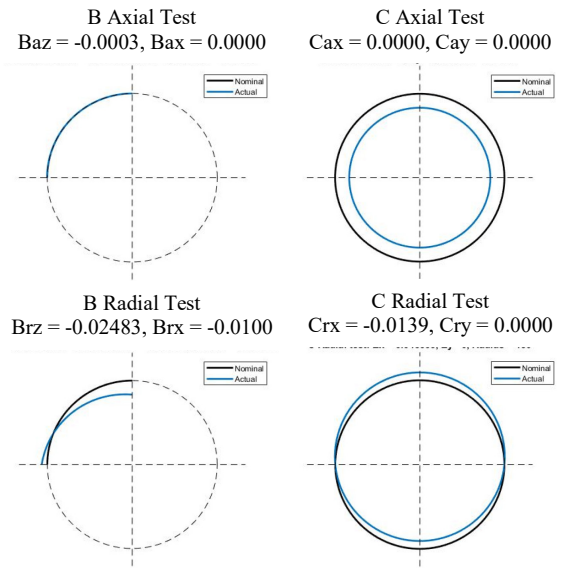 B Axial Test
Baz = -0.0003, Bax = 0.0000
Nominal
Actual
C Axial Test
Cax = 0.0000, Cay = 0.0000
Nominal
Actual
B Radial Test
Brz = -0.02483, Brx = -0.0100
Nominal
Actual
C Radial Test
Crx = -0.0139, Cry = 0.0000
Nominal
Actual